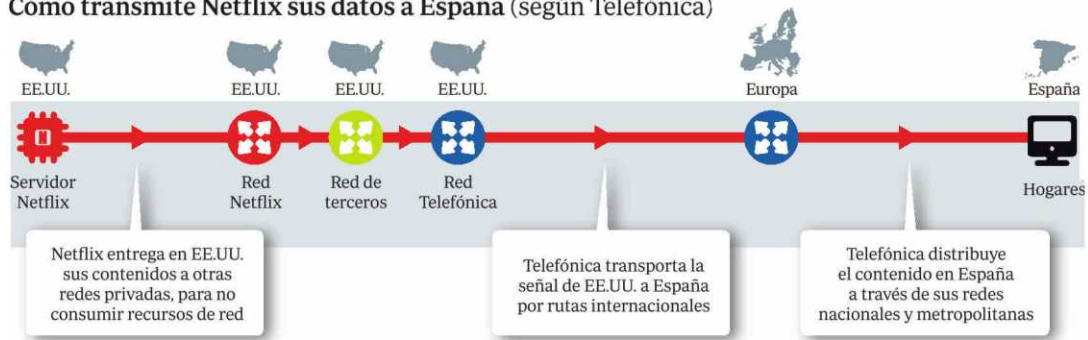 Cómo transmite Netflix sus datos a España (según Telefónica)
EE.UU.
EE.UU.
EE.UU.
EE.UU.
Europa
España
Servidor
Netflix
Red
Netflix
Red de
terceros
Red
Telefónica
Hogares
Netflix entrega en EE.UU.
sus contenidos a otras
redes privadas, para no
consumir recursos de red
Telefónica transporta la
señal de EE.UU. a España
por rutas internacionales
Telefónica distribuye
el contenido en España
a través de sus redes
nacionales y metropolitanas